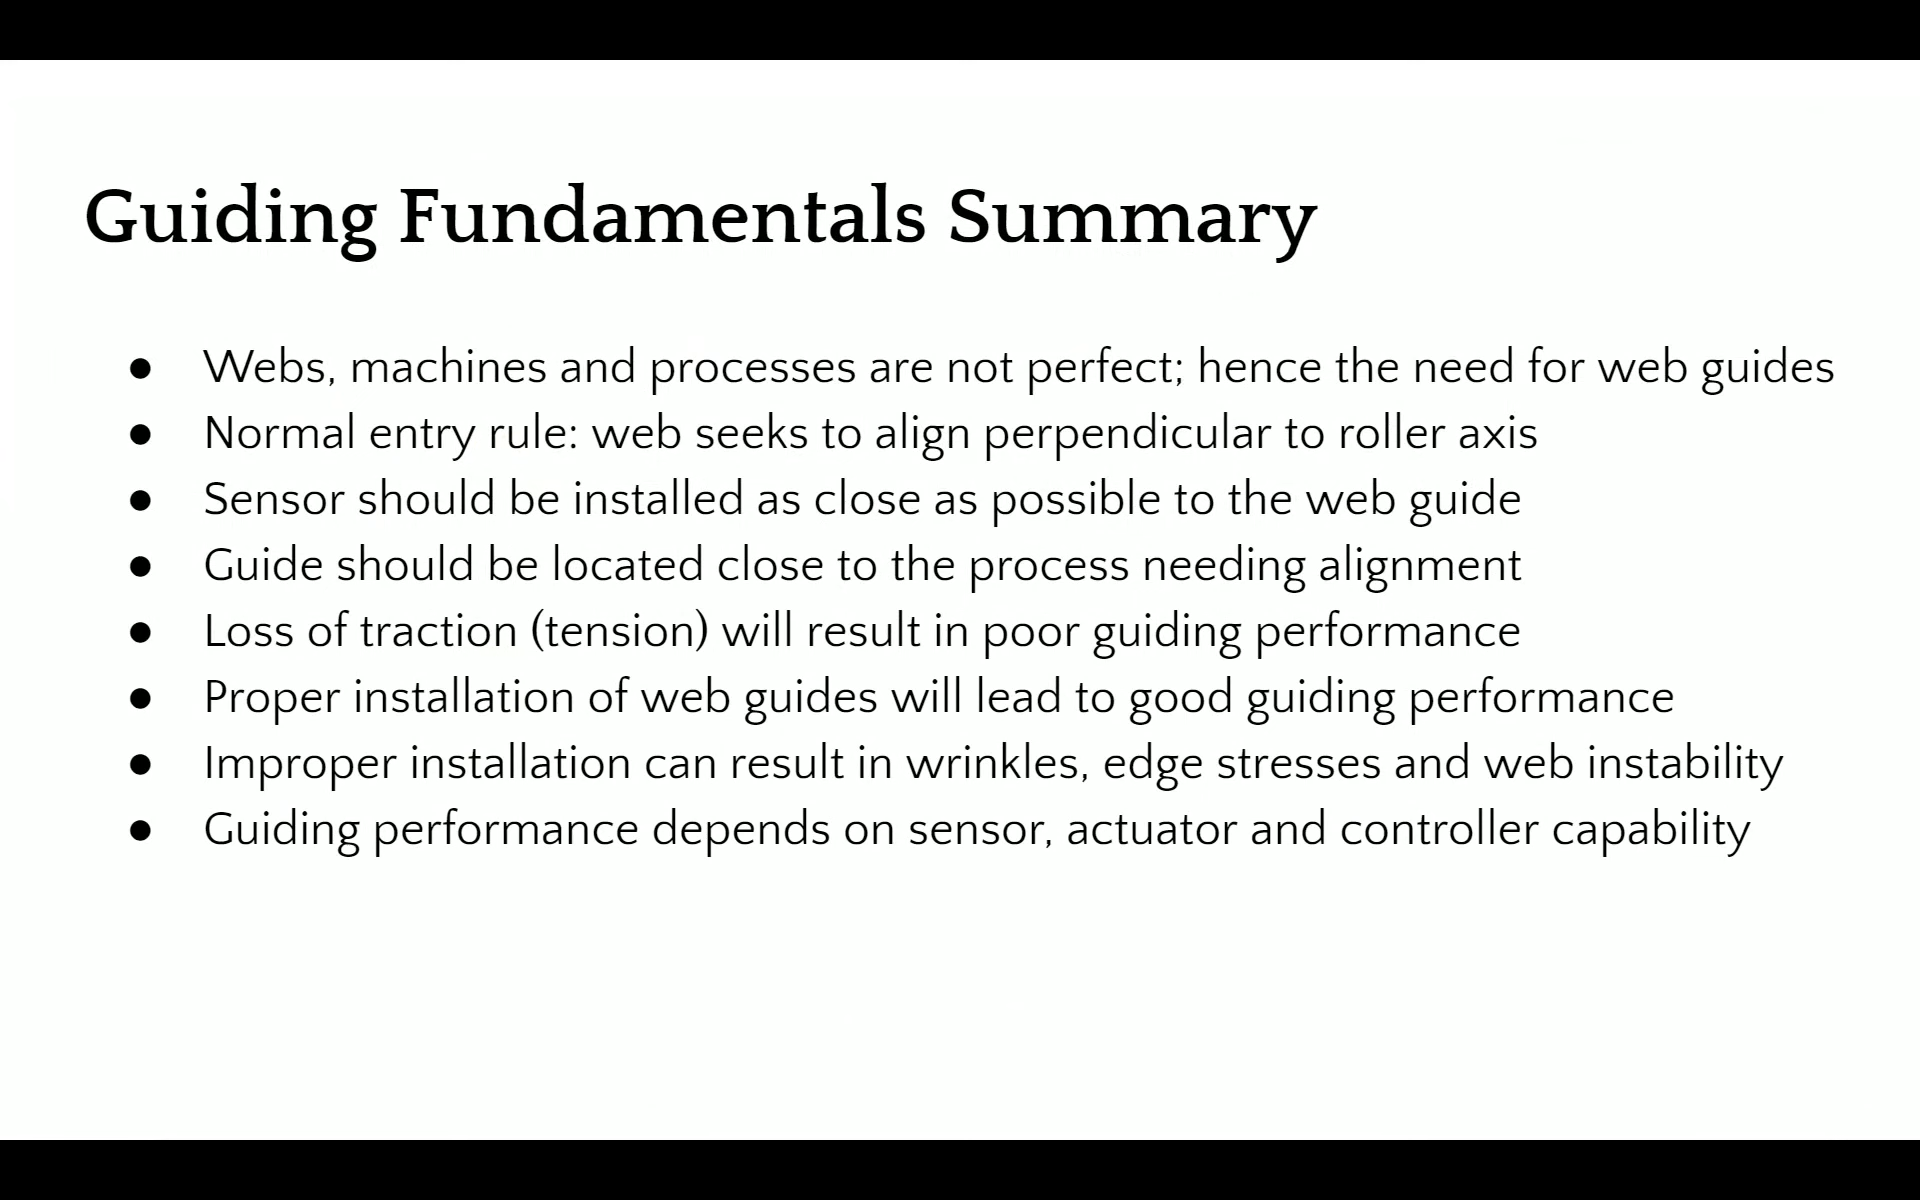 Guiding Fundamentals Summary
● Webs, machines and processes are not perfect; hence the need for web guides
● Normal entry rule: web seeks to align perpendicular to roller axis
● Sensor should be installed as close as possible to the web guide
● Guide should be located close to the process needing alignment
● Loss of traction (tension) will result in poor guiding performance
● Proper installation of web guides will lead to good guiding performance
● Improper installation can result in wrinkles, edge stresses and web instability
● Guiding performance depends on sensor, actuator and controller capability